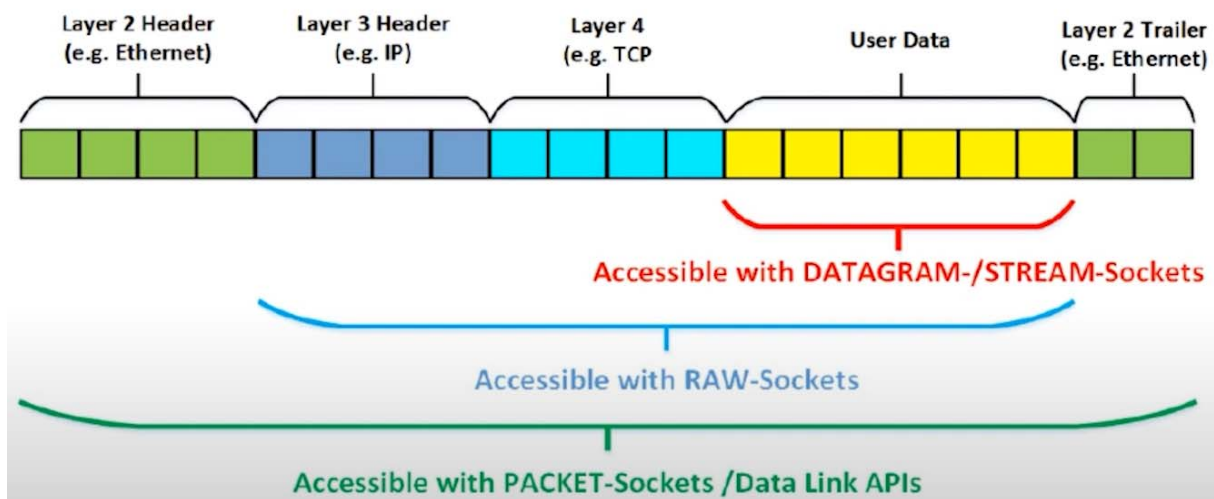 Layer 2 Header
(e.g. Ethernet)
Layer 3 Header
(e.g. IP)
Layer 4
(e.g. TCP
User Data
Layer 2 Trailer
(e.g. Ethernet)
Accessible with DATAGRAM-/STREAM-Sockets
Accessible with RAW-Sockets
Accessible with PACKET-Sockets /Data Link APIs